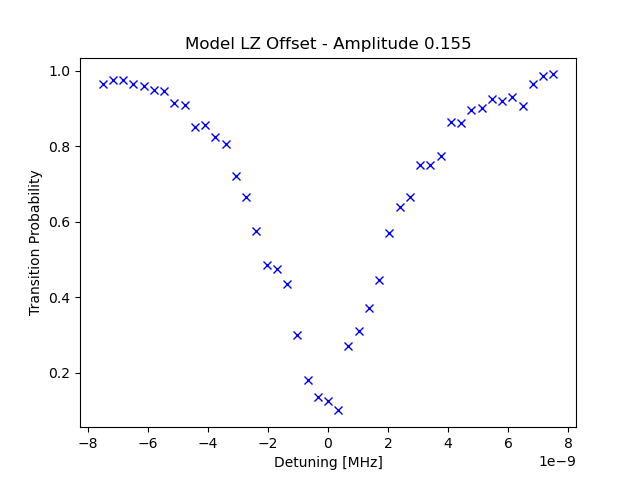 Model LZ Offset - Amplitude 0.155
1.0
0.8
0.6
0.4
0.2
Transition Probability
−8 −6 −4 −2 0 2 4 6 8
1e−9
Detuning [MHz]